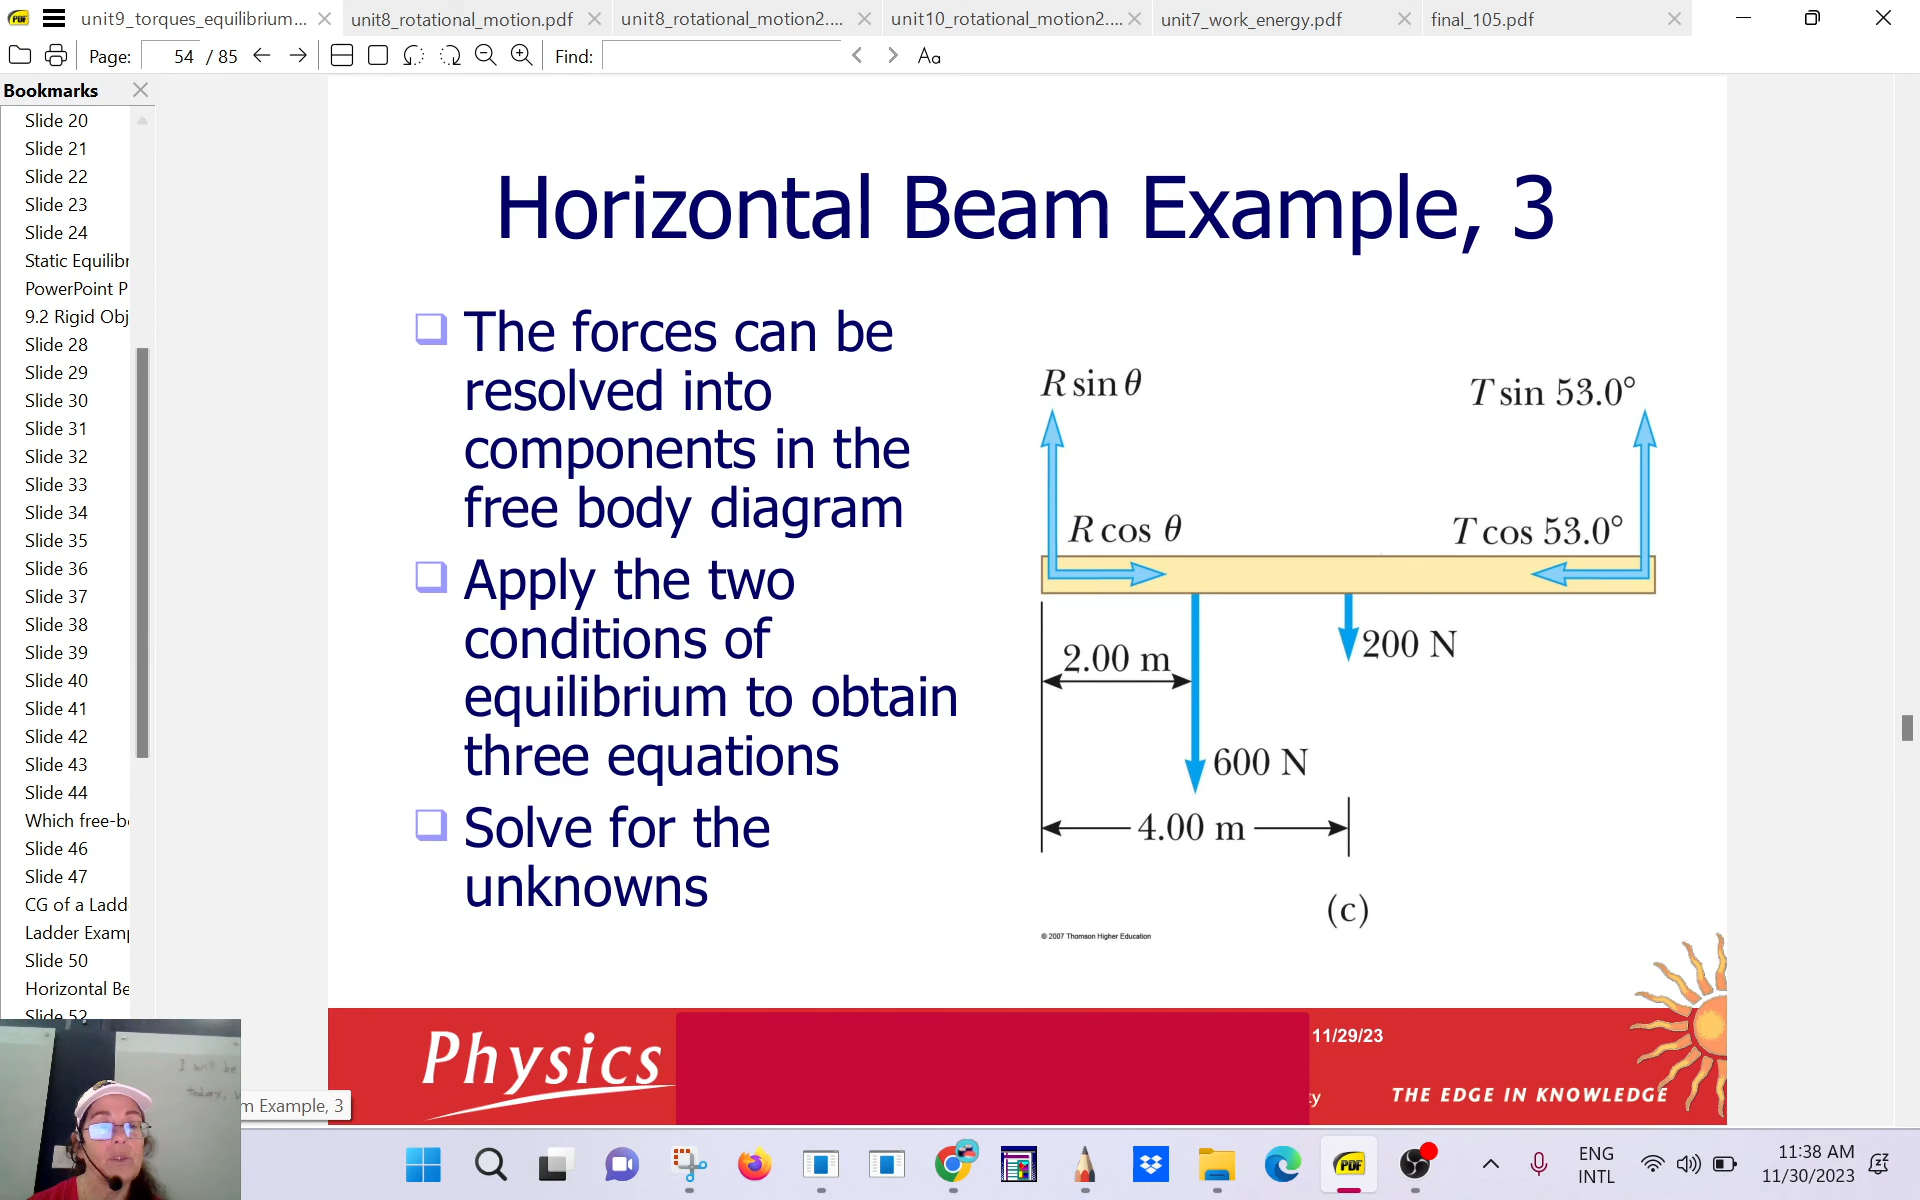 unit9_torques_equilibrium...
unit8_rotational_motion.pdf
unit8_rotational_motion2....
unit10_rotational_motion2....
unit7_work_energy.pdf
final_105.pdf
Page: 54 / 85
Find:
Aa
Bookmarks
Slide 20
Slide 21
Slide 22
Slide 23
Slide 24
Static Equilibr
PowerPoint P
9.2 Rigid Obj
Slide 28
Slide 29
Slide 30
Slide 31
Slide 32
Slide 33
Slide 34
Slide 35
Slide 36
Slide 37
Slide 38
Slide 39
Slide 40
Slide 41
Slide 42
Slide 43
Slide 44
Which free-b
Slide 46
Slide 47
CG of a Ladd
Ladder Examp
Slide 50
Horizontal Be
Slide 52
Horizontal Beam Example, 3
The forces can be
resolved into
components in the
free body diagram
Apply the two
conditions of
equilibrium to obtain
three equations
Solve for the
unknowns
R sin θ
T sin 53.0°
R cos θ
T cos 53.0°
2.00 m
200 N
600 N
4.00 m
(c)
© 2007 Thomson Higher Education
Physics
11/29/23
ty
THE EDGE IN KNOWLEDGE
I will be
today,
m Example, 3
PDF
ENG
INTL
11:38 AM
11/30/2023